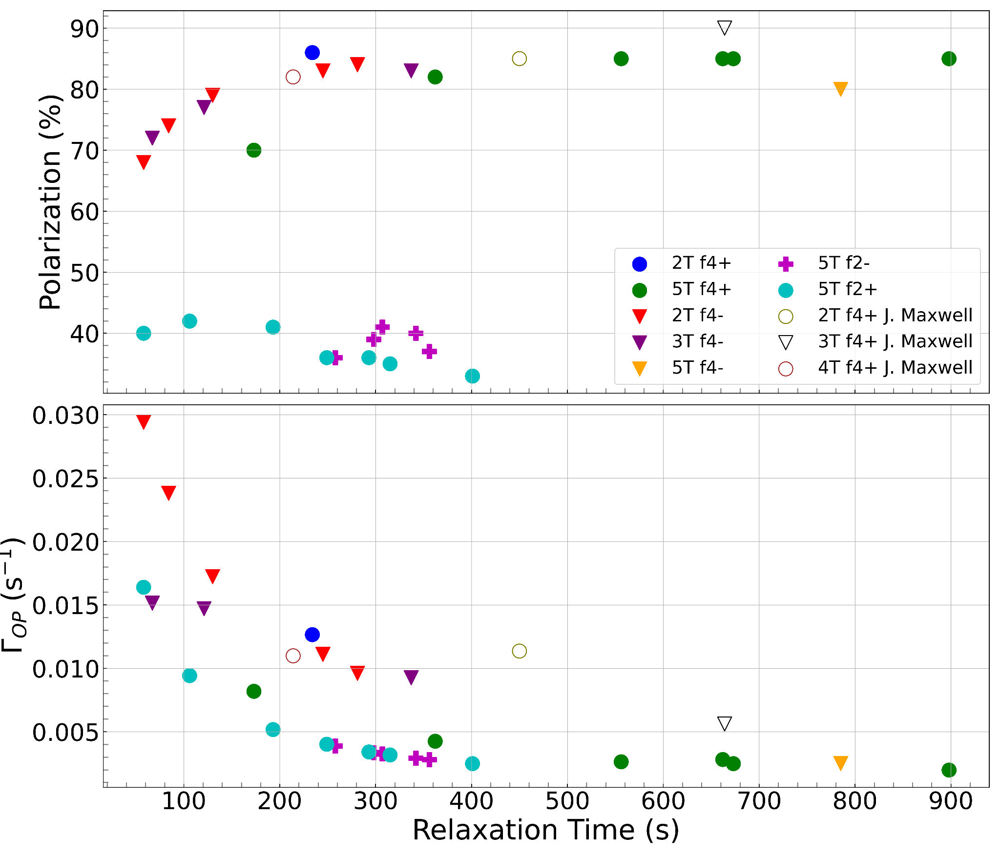 90
80
70
60
50
40
Polarization (%)
2T f4+
5T f4+
2T f4-
3T f4-
5T f4-
5T f2-
5T f2+
2T f4+ J. Maxwell
3T f4+ J. Maxwell
4T f4+ J. Maxwell
0.030
0.025
0.020
0.015
0.010
0.005
Γ_OP (s⁻¹)
100 200 300 400 500 600 700 800 900
Relaxation Time (s)